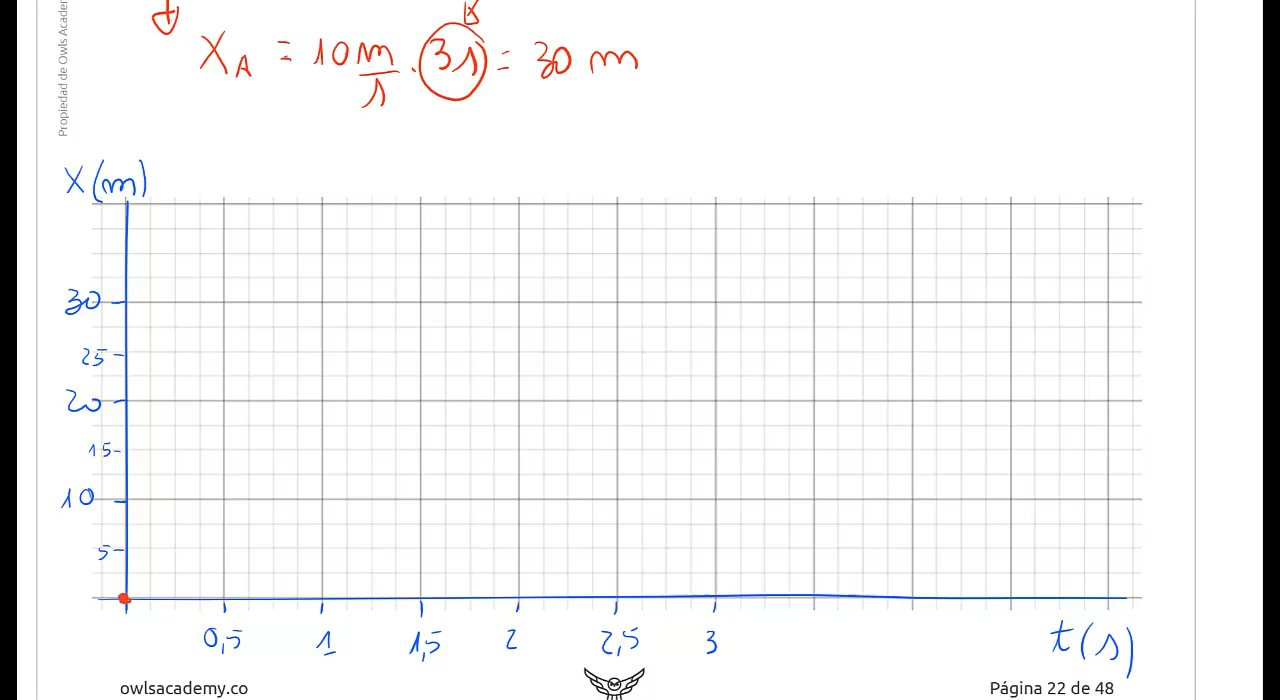 Propiedad de Owls Acade
X_A = 10 m/s · 3s = 30 m
X (m)
30
25
20
15
10
5
0,5 1 1,5 2 2,5 3 t (s)
owlsacademy.co Página 22 de 48